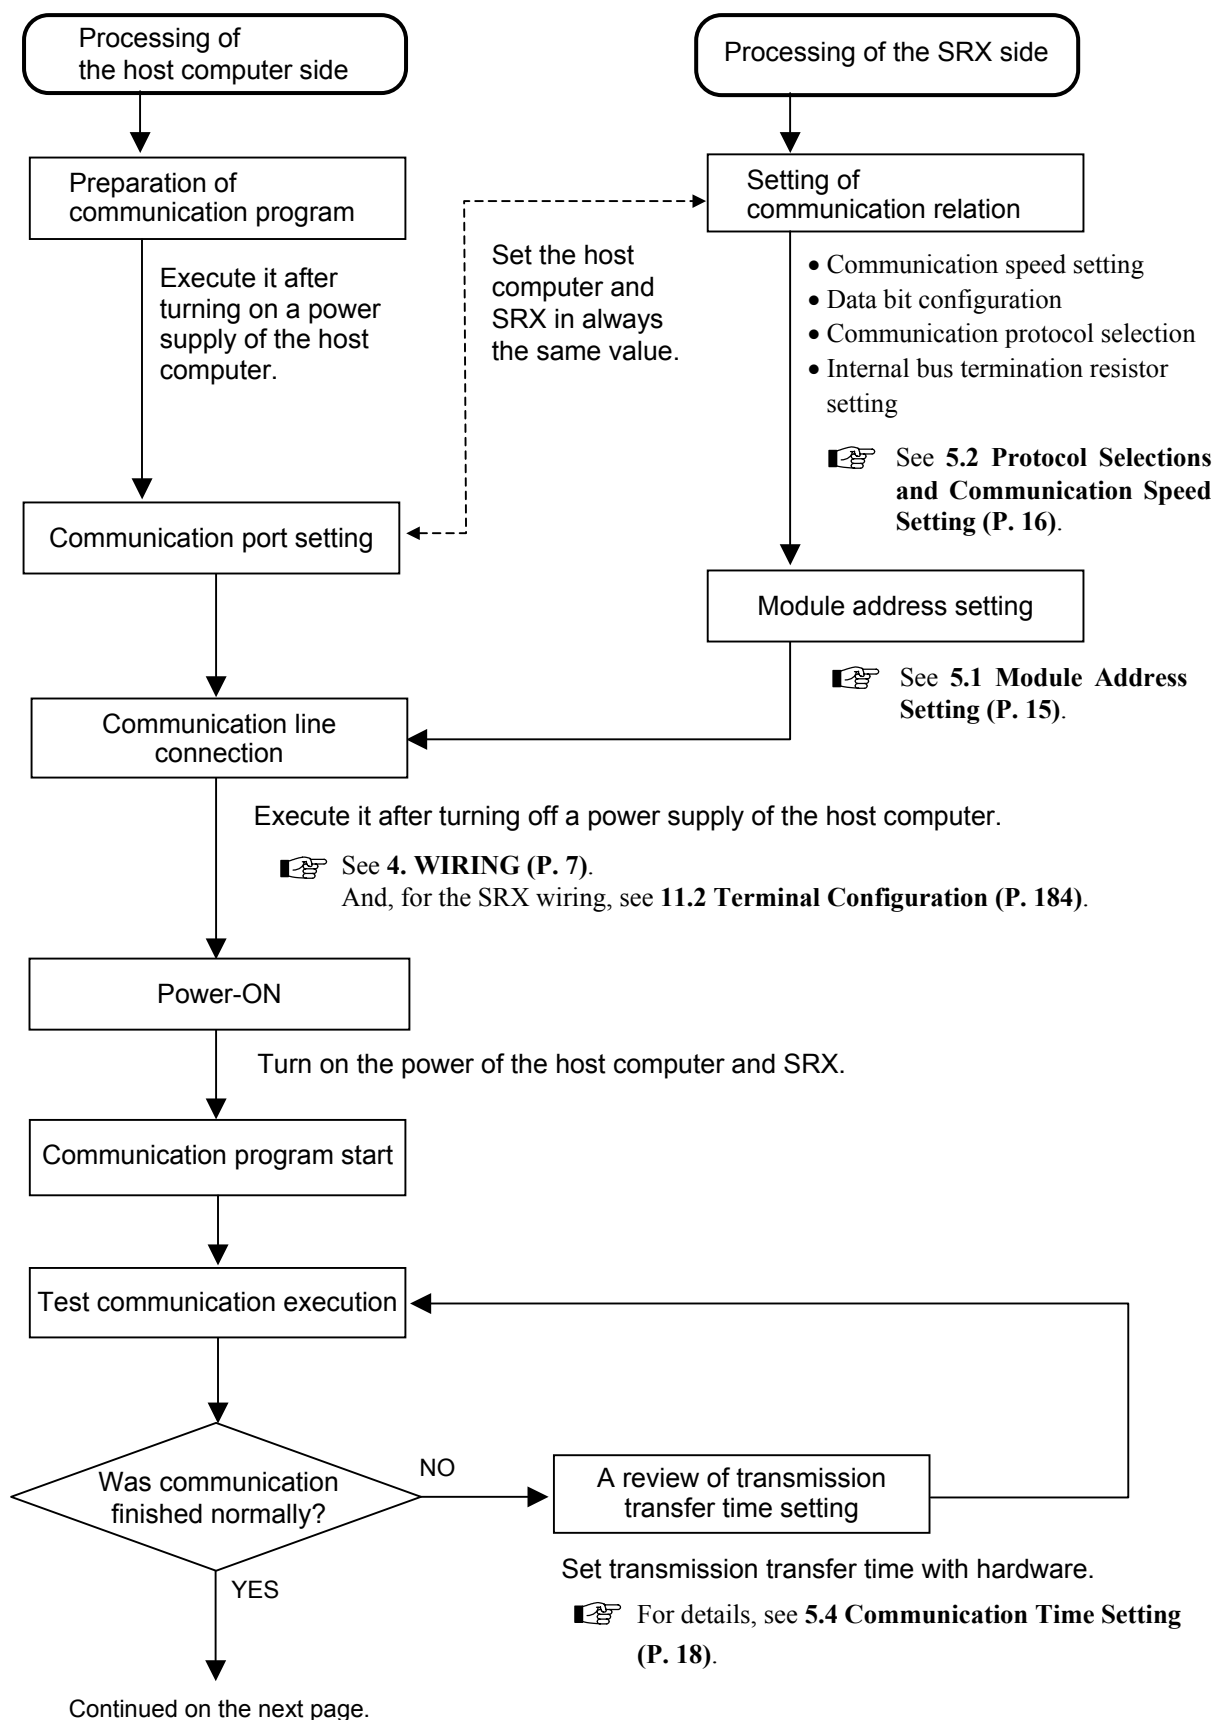 Processing of
the host computer side
Processing of the SRX side
Preparation of
communication program
Setting of
communication relation
Execute it after
turning on a power
supply of the host
computer.
Set the host
computer and
SRX in always
the same value.
• Communication speed setting
• Data bit configuration
• Communication protocol selection
• Internal bus termination resistor
setting
See 5.2 Protocol Selections
and Communication Speed
Setting (P. 16).
Communication port setting
Module address setting
See 5.1 Module Address
Setting (P. 15).
Communication line
connection
Execute it after turning off a power supply of the host computer.
See 4. WIRING (P. 7).
And, for the SRX wiring, see 11.2 Terminal Configuration (P. 184).
Power-ON
Turn on the power of the host computer and SRX.
Communication program start
Test communication execution
Was communication
finished normally?
NO
A review of transmission
transfer time setting
YES
Set transmission transfer time with hardware.
For details, see 5.4 Communication Time Setting
(P. 18).
Continued on the next page.